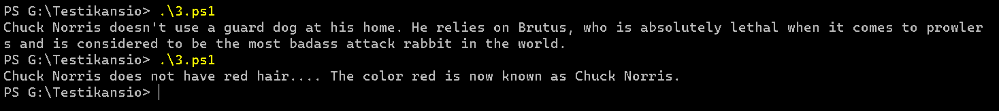 PS G:\Testikansio> .\3.ps1
Chuck Norris doesn't use a guard dog at his home. He relies on Brutus, who is absolutely lethal when it comes to prowler
s and is considered to be the most badass attack rabbit in the world.
PS G:\Testikansio> .\3.ps1
Chuck Norris does not have red hair.... The color red is now known as Chuck Norris.
PS G:\Testikansio>